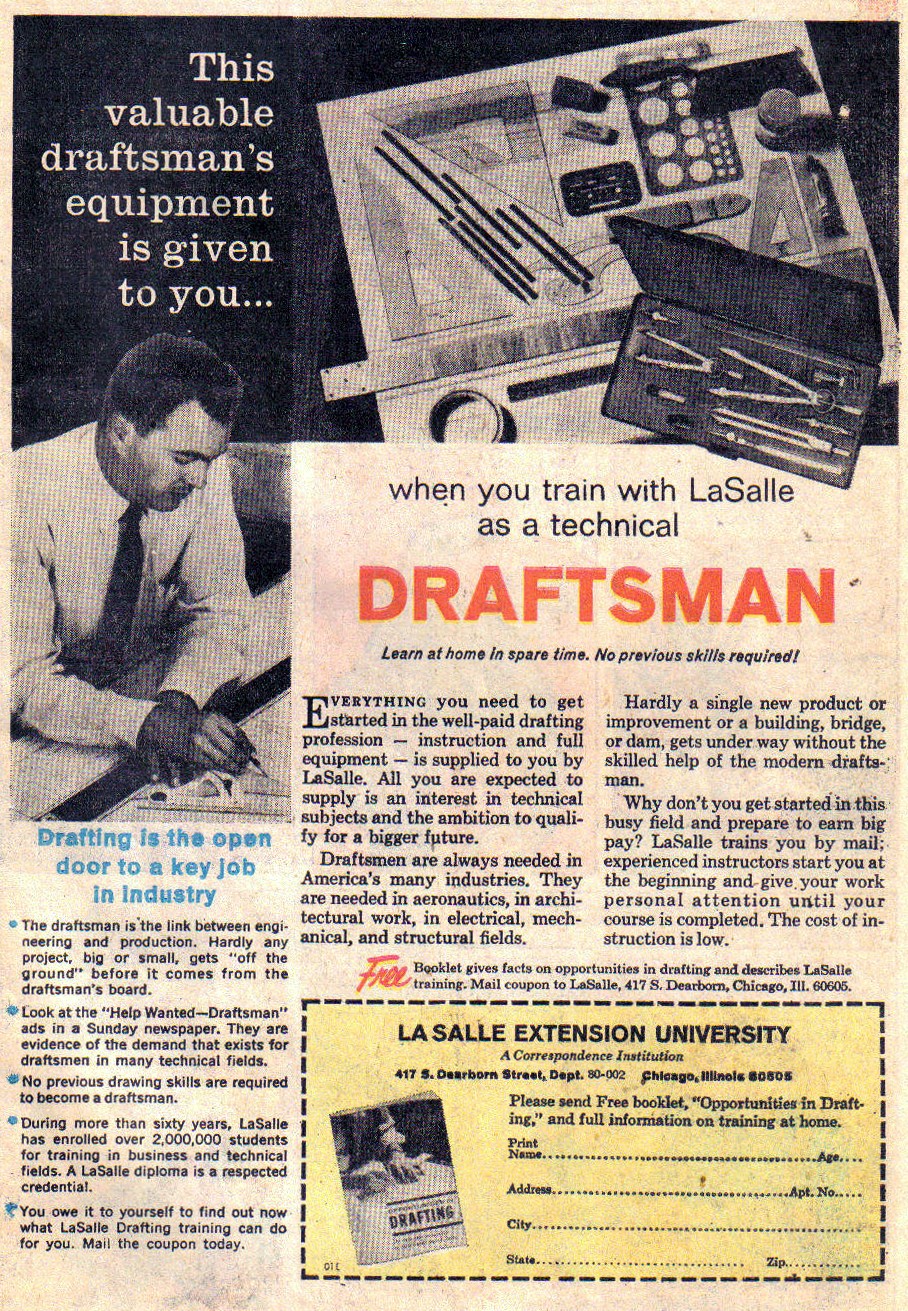 This
valuable
draftsman's
equipment
is given
to you...
when you train with LaSalle
as a technical
DRAFTSMAN
Learn at home in spare time. No previous skills required!
EVERYTHING you need to get
started in the well-paid drafting
profession — instruction and full
equipment — is supplied to you by
LaSalle. All you are expected to
supply is an interest in technical
subjects and the ambition to quali-
fy for a bigger future.
Draftsmen are always needed in
America's many industries. They
are needed in aeronautics, in archi-
tectural work, in electrical, mech-
anical, and structural fields.
Hardly a single new product or
improvement or a building, bridge,
or dam, gets under way without the
skilled help of the modern drafts-
man.
Why don't you get started in this
busy field and prepare to earn big
pay? LaSalle trains you by mail;
experienced instructors start you at
the beginning and give your work
personal attention until your
course is completed. The cost of in-
struction is low.
Drafting is the open
door to a key job
in industry
• The draftsman is the link between engi-
neering and production. Hardly any
project, big or small, gets "off the
ground" before it comes from the
draftsman's board.
• Look at the "Help Wanted—Draftsman"
ads in a Sunday newspaper. They are
evidence of the demand that exists for
draftsmen in many technical fields.
• No previous drawing skills are required
to become a draftsman.
• During more than sixty years, LaSalle
has enrolled over 2,000,000 students
for training in business and technical
fields. A LaSalle diploma is a respected
credential.
• You owe it to yourself to find out now
what LaSalle Drafting training can do
for you. Mail the coupon today.
Free Booklet gives facts on opportunities in drafting and describes LaSalle
training. Mail coupon to LaSalle, 417 S. Dearborn, Chicago, Ill. 60605.
LA SALLE EXTENSION UNIVERSITY
A Correspondence Institution
417 S. Dearborn Street, Dept. 80-002 Chicago, Illinois 60605
Please send Free booklet, "Opportunities in Draft-
ing," and full information on training at home.
Print
Name...Age....
Address...Apt. No.....
City...
State...Zip...
DRAFTING